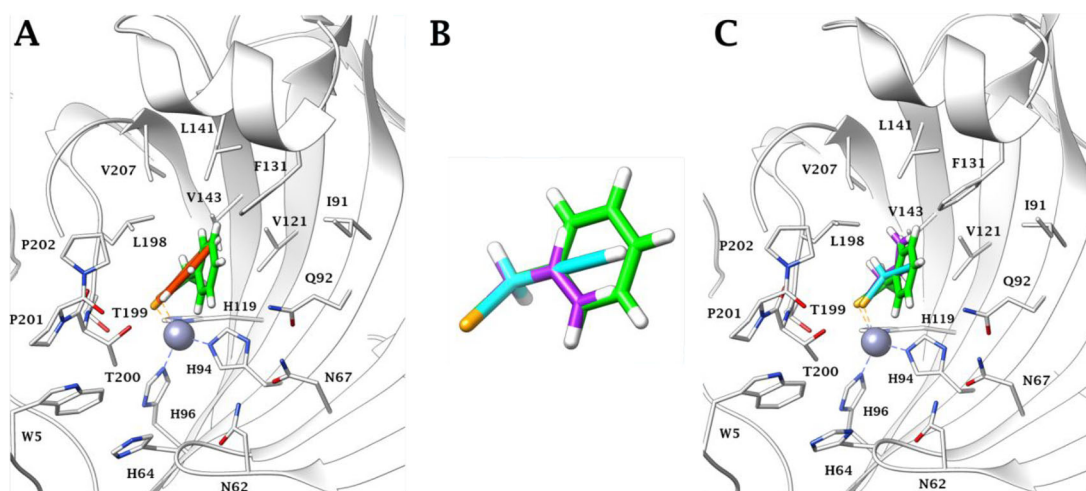 A
B
C
L141
V207
F131
V143
I91
V121
P202
L198
Q92
T199
H119
P201
T200
H94
N67
H96
W5
H64
N62
L141
V207
F131
V143
I91
V121
P202
L198
Q92
T199
H119
P201
T200
H94
N67
H96
W5
H64
N62